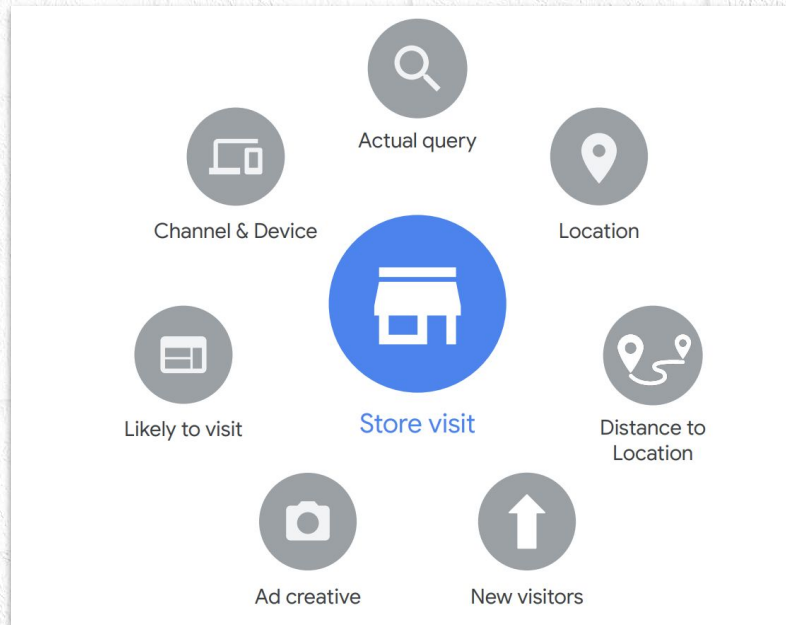 Actual query
Channel & Device
Location
Likely to visit
Store visit
Distance to
Location
Ad creative
New visitors